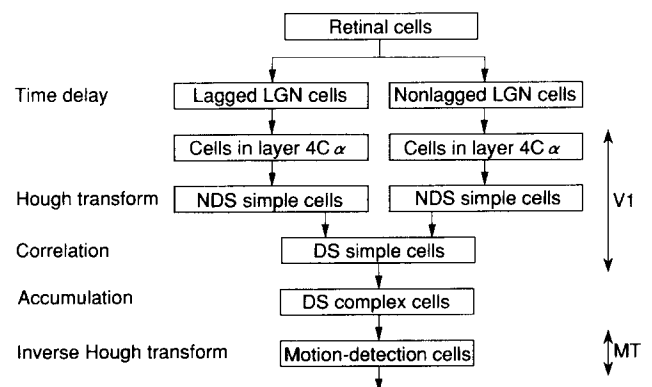 Retinal cells
Time delay
Lagged LGN cells
Nonlagged LGN cells
Cells in layer 4C α
Cells in layer 4C α
Hough transform
NDS simple cells
NDS simple cells
V1
Correlation
DS simple cells
Accumulation
DS complex cells
Inverse Hough transform
Motion-detection cells
MT